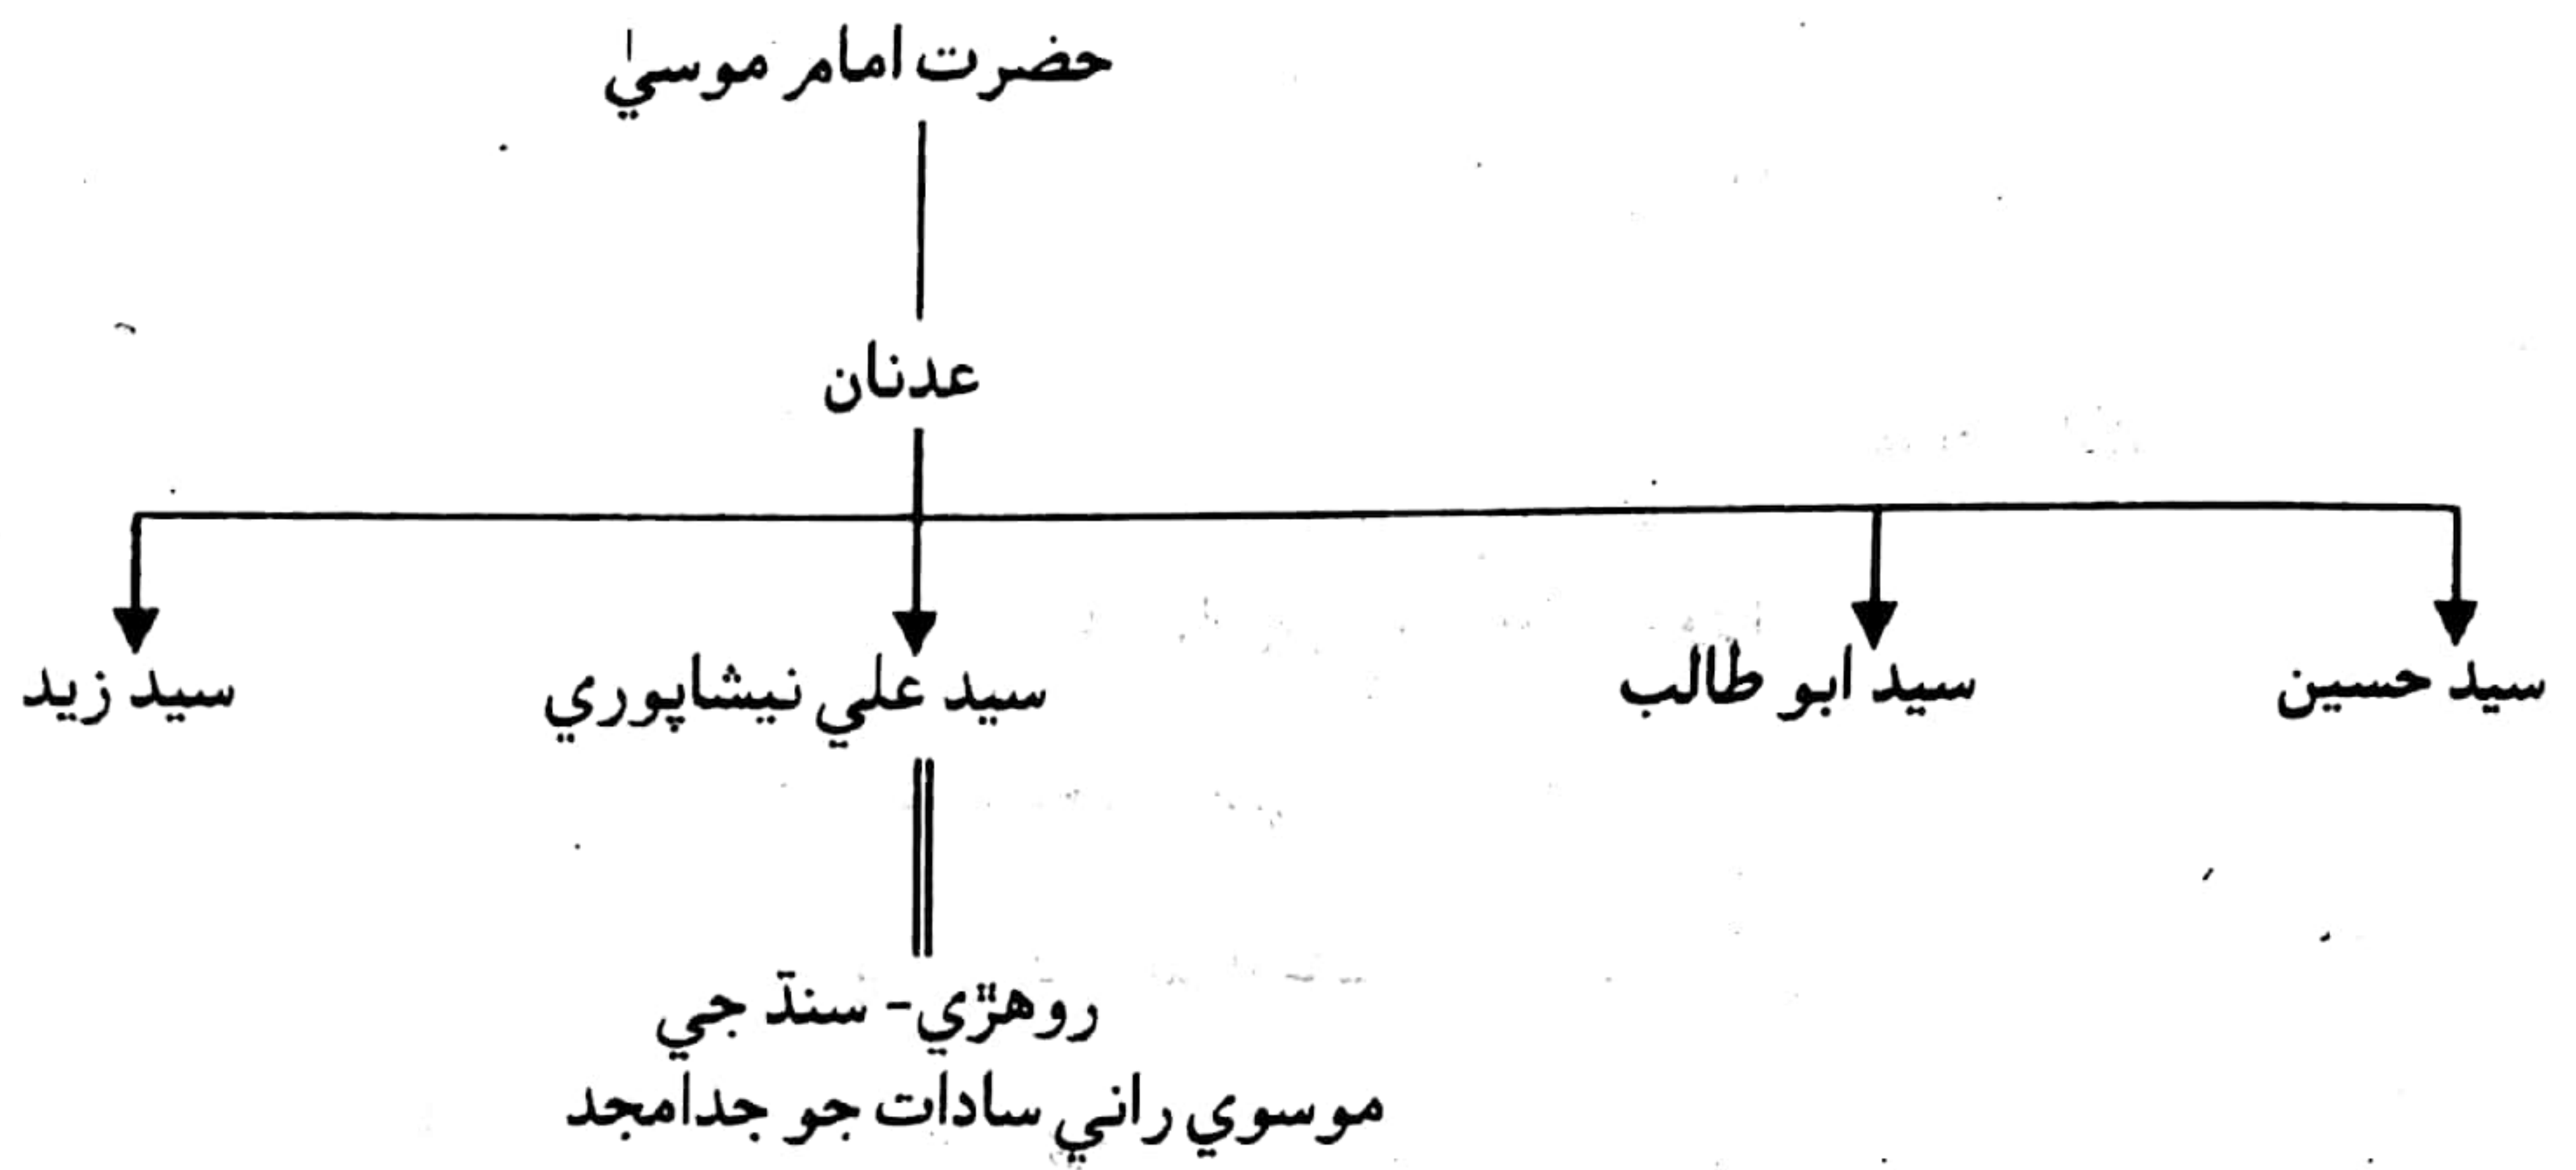 حضرت امام موسيٰ
عدنان
سيد حسين
سيد ابو طالب
سيد علي نيشاپوري
سيد زيد
روهڙي- سنڌ جي
موسوي راني سادات جو جدامجد